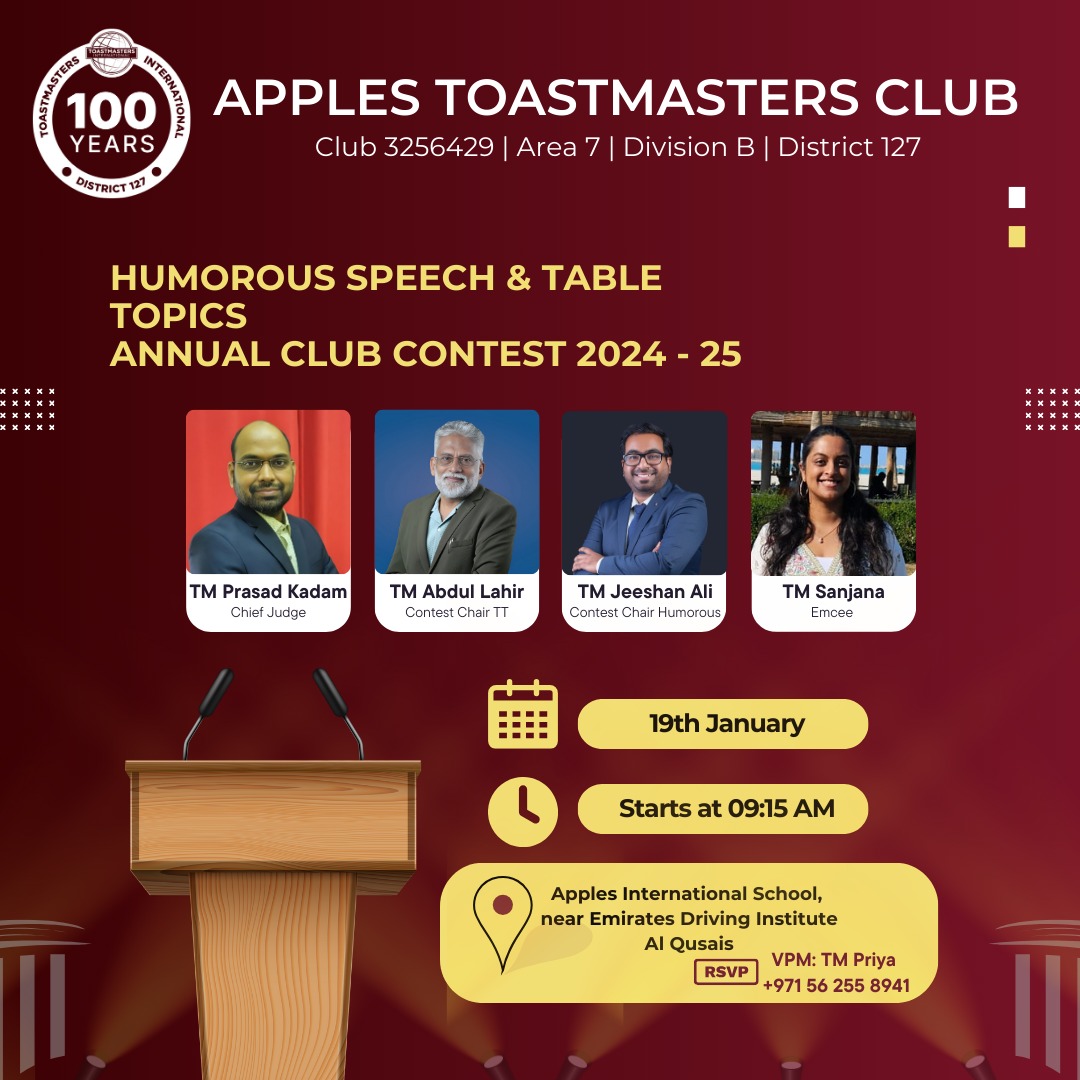 TOASTMASTERS INTERNATIONAL
TOASTMASTERS
INTERNATIONAL
100
YEARS
DISTRICT 127
APPLES TOASTMASTERS CLUB
Club 3256429 | Area 7 | Division B | District 127
HUMOROUS SPEECH & TABLE
TOPICS
ANNUAL CLUB CONTEST 2024 - 25
TM Prasad Kadam
Chief Judge
TM Abdul Lahir
Contest Chair TT
TM Jeeshan Ali
Contest Chair Humorous
TM Sanjana
Emcee
19th January
Starts at 09:15 AM
Apples International School,
near Emirates Driving Institute
Al Qusais
RSVP
VPM: TM Priya
+971 56 255 8941